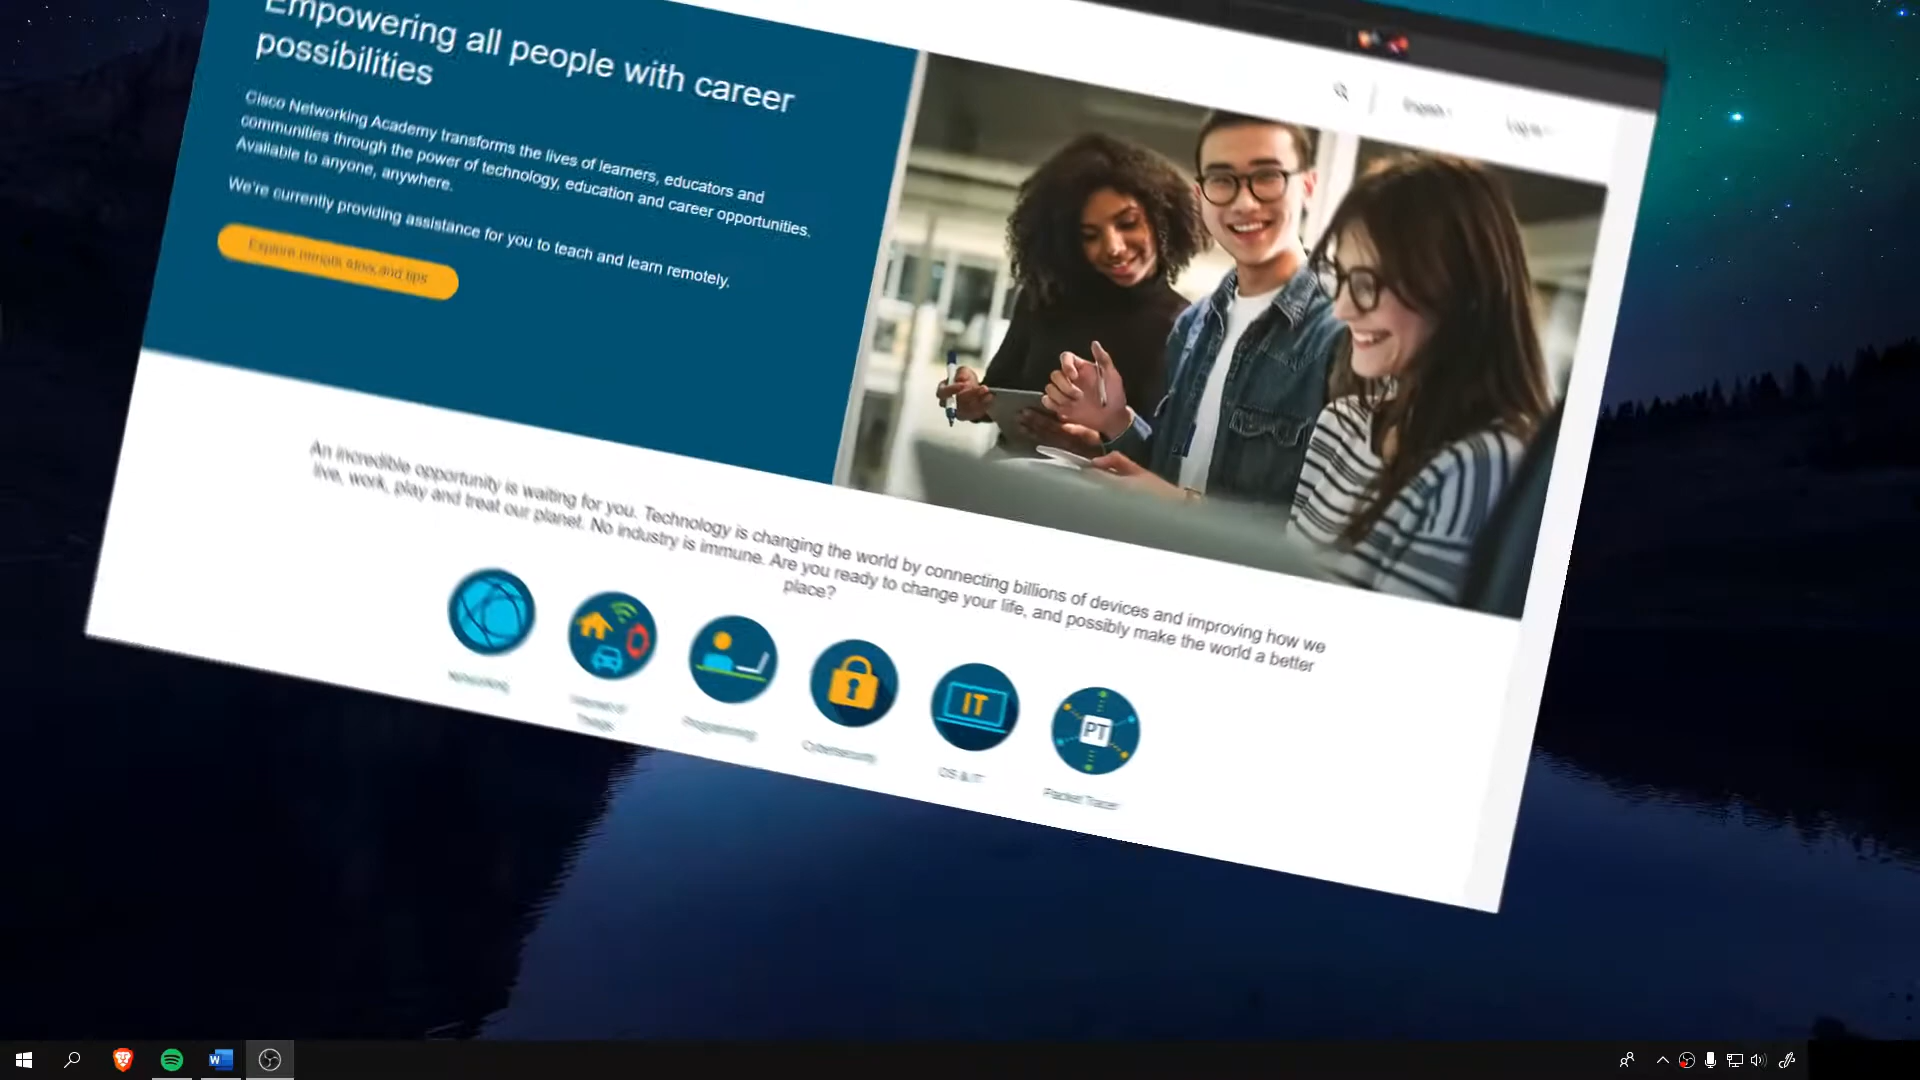 Empowering all people with career
possibilities
English
Log In
Cisco Networking Academy transforms the lives of learners, educators and
communities through the power of technology, education and career opportunities.
Available to anyone, anywhere.
We're currently providing assistance for you to teach and learn remotely.
Explore remote ideas and tips
An incredible opportunity is waiting for you. Technology is changing the world by connecting billions of devices and improving how we
live, work, play and treat our planet. No industry is immune. Are you ready to change your life, and possibly make the world a better
place?
Networking
Internet of
Things
Programming
Cybersecurity
IT
OS & IT
PT
Packet Tracer
W